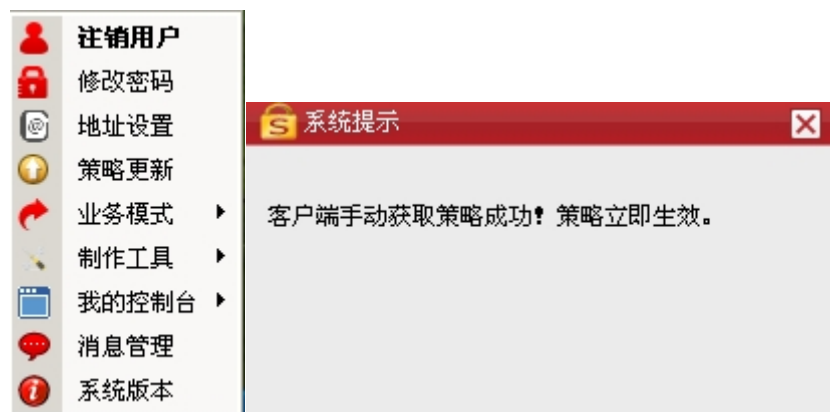 注销用户
修改密码
地址设置
策略更新
业务模式
制作工具
我的控制台
消息管理
系统版本
系统提示
客户端手动获取策略成功！策略立即生效。